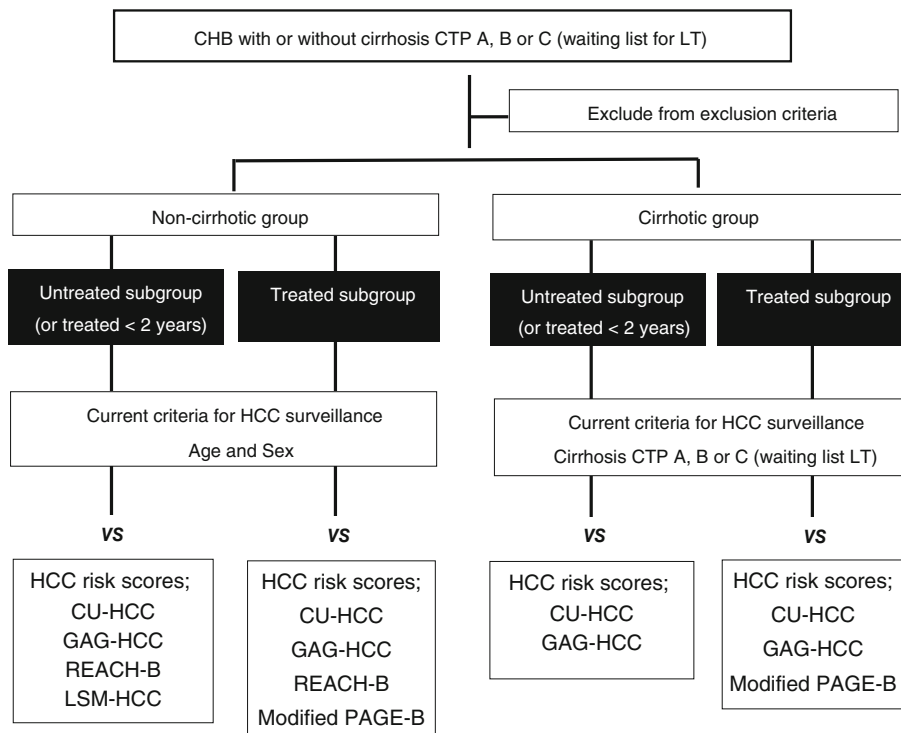 CHB with or without cirrhosis CTP A, B or C (waiting list for LT)
Exclude from exclusion criteria
Non-cirrhotic group
Cirrhotic group
Untreated subgroup
(or treated < 2 years)
Treated subgroup
Untreated subgroup
(or treated < 2 years)
Treated subgroup
Current criteria for HCC surveillance
Age and Sex
Current criteria for HCC surveillance
Cirrhosis CTP A, B or C (waiting list LT)
vs
vs
vs
vs
HCC risk scores;
CU-HCC
GAG-HCC
REACH-B
LSM-HCC
HCC risk scores;
CU-HCC
GAG-HCC
REACH-B
Modified PAGE-B
HCC risk scores;
CU-HCC
GAG-HCC
HCC risk scores;
CU-HCC
GAG-HCC
Modified PAGE-B